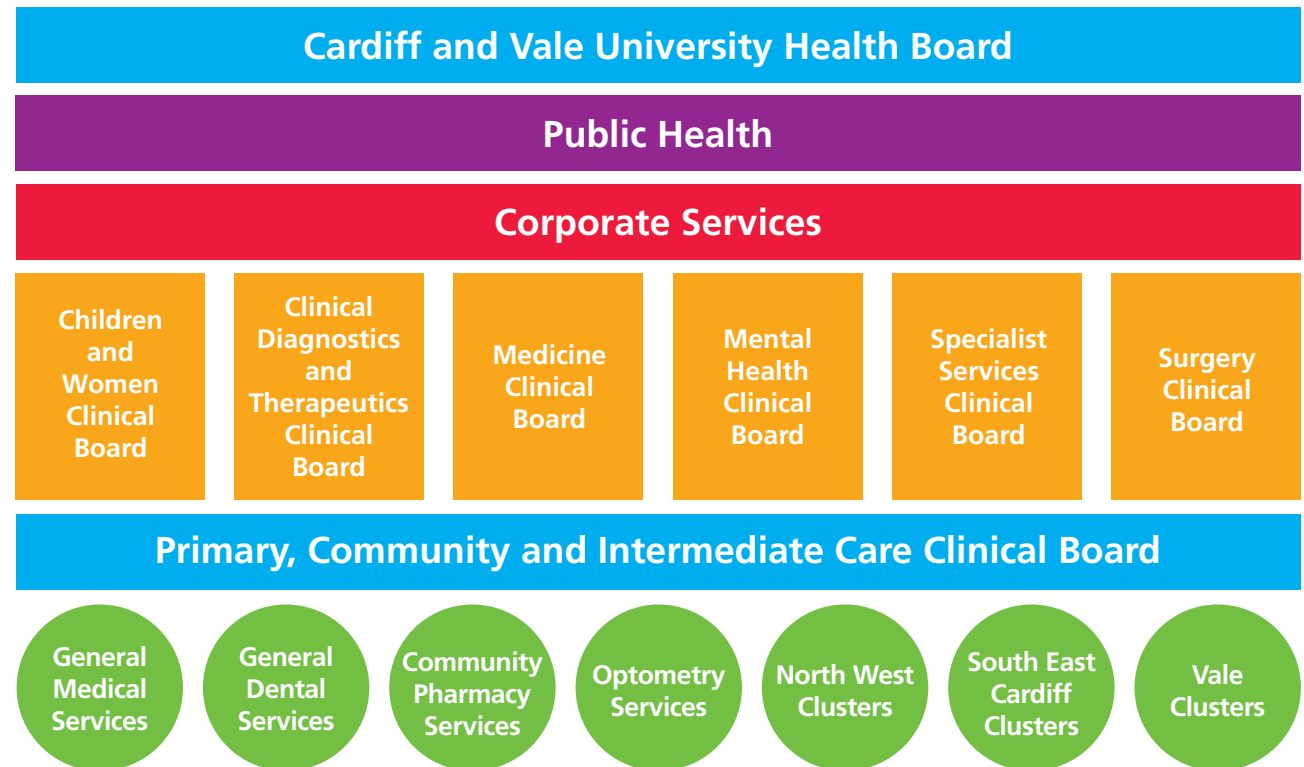 Cardiff and Vale University Health Board
Public Health
Corporate Services
Children
and
Women
Clinical
Board
Clinical
Diagnostics
and
Therapeutics
Clinical
Board
Medicine
Clinical
Board
Mental
Health
Clinical
Board
Specialist
Services
Clinical
Board
Surgery
Clinical
Board
Primary, Community and Intermediate Care Clinical Board
General
Medical
Services
General
Dental
Services
Community
Pharmacy
Services
Optometry
Services
North West
Clusters
South East
Cardiff
Clusters
Vale
Clusters